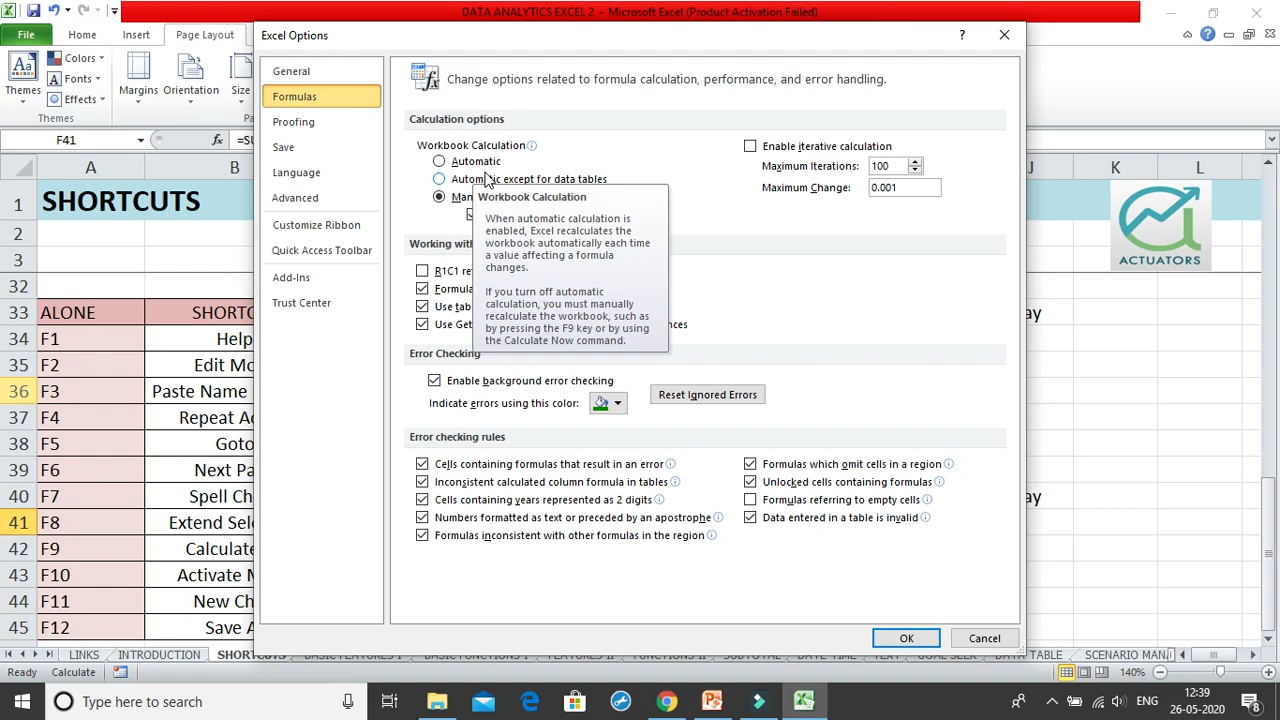 DATA ANALYTICS EXCEL 2 - Microsoft Excel (Product Activation Failed)
File Home Insert Page Layout
Colors
Fonts
Effects
Themes Margins Orientation Size
Themes
F41 fx
Excel Options
?
General
Formulas
Proofing
Save
Language
Advanced
Customize Ribbon
Quick Access Toolbar
Add-Ins
Trust Center
Change options related to formula calculation, performance, and error handling.
Calculation options
Workbook Calculation
Automatic
Automatic except for data tables
Enable iterative calculation
Maximum Iterations: 100
Maximum Change: 0.001
Workbook Calculation
When automatic calculation is
enabled, Excel recalculates the
workbook automatically each time
a value affecting a formula
changes.
If you turn off automatic
calculation, you must manually
recalculate the workbook, such as
by pressing the F9 key or by using
the Calculate Now command.
Working with
R1C1
Use
Use
Error Checking
Enable background error checking
Indicate errors using this color:
Reset Ignored Errors
Error checking rules
Cells containing formulas that result in an error
Inconsistent calculated column formula in tables
Cells containing years represented as 2 digits
Numbers formatted as text or preceded by an apostrophe
Formulas inconsistent with other formulas in the region
Formulas which omit cells in a region
Unlocked cells containing formulas
Formulas referring to empty cells
Data entered in a table is invalid
OK Cancel
A B K L
1 SHORTCUTS
ACTUATORS
2
3
32
33 ALONE
34 F1 Help
35 F2 Edit
36 F3 Paste Name
37 F4 Repeat
38 F5 Goto
39 F6 Next
40 F7 Spell
41 F8 Extend
42 F9 Calculate
43 F10 Activate
44 F11 New
45 F12 Save
LINKS INTRODUCTION SHORTCUTS
Ready Calculate 140%
Type here to search
ENG 12:39
26-05-2020
8